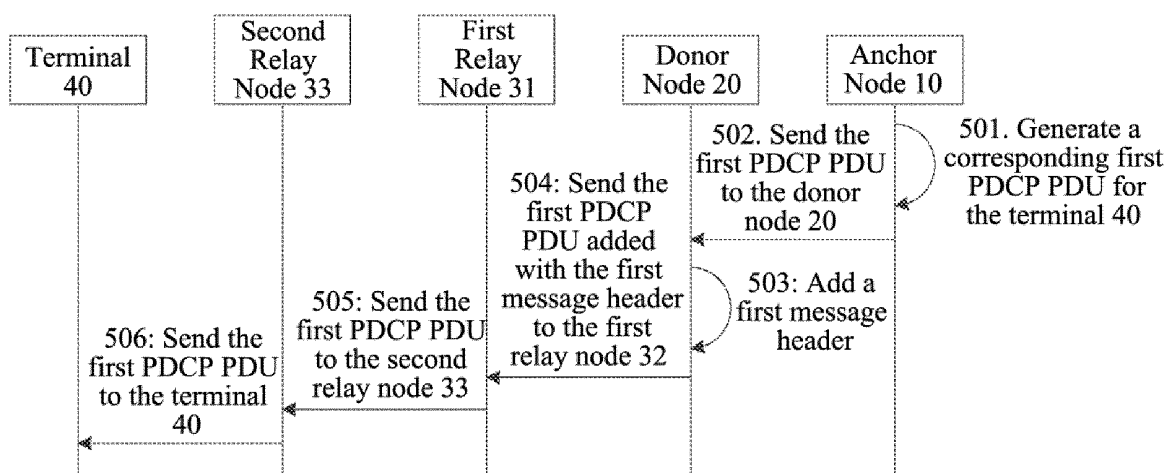 Terminal
40
Second
Relay
Node 33
First
Relay
Node 31
Donor
Node 20
Anchor
Node 10
501. Generate a
corresponding first
PDCP PDU for
the terminal 40
502. Send the
first PDCP PDU
to the donor
node 20
503: Add a
first message
header
504: Send the
first PDCP
PDU added
with the first
message header
to the first
relay node 32
505: Send the
first PDCP PDU
to the second
relay node 33
506: Send the
first PDCP PDU
to the terminal
40